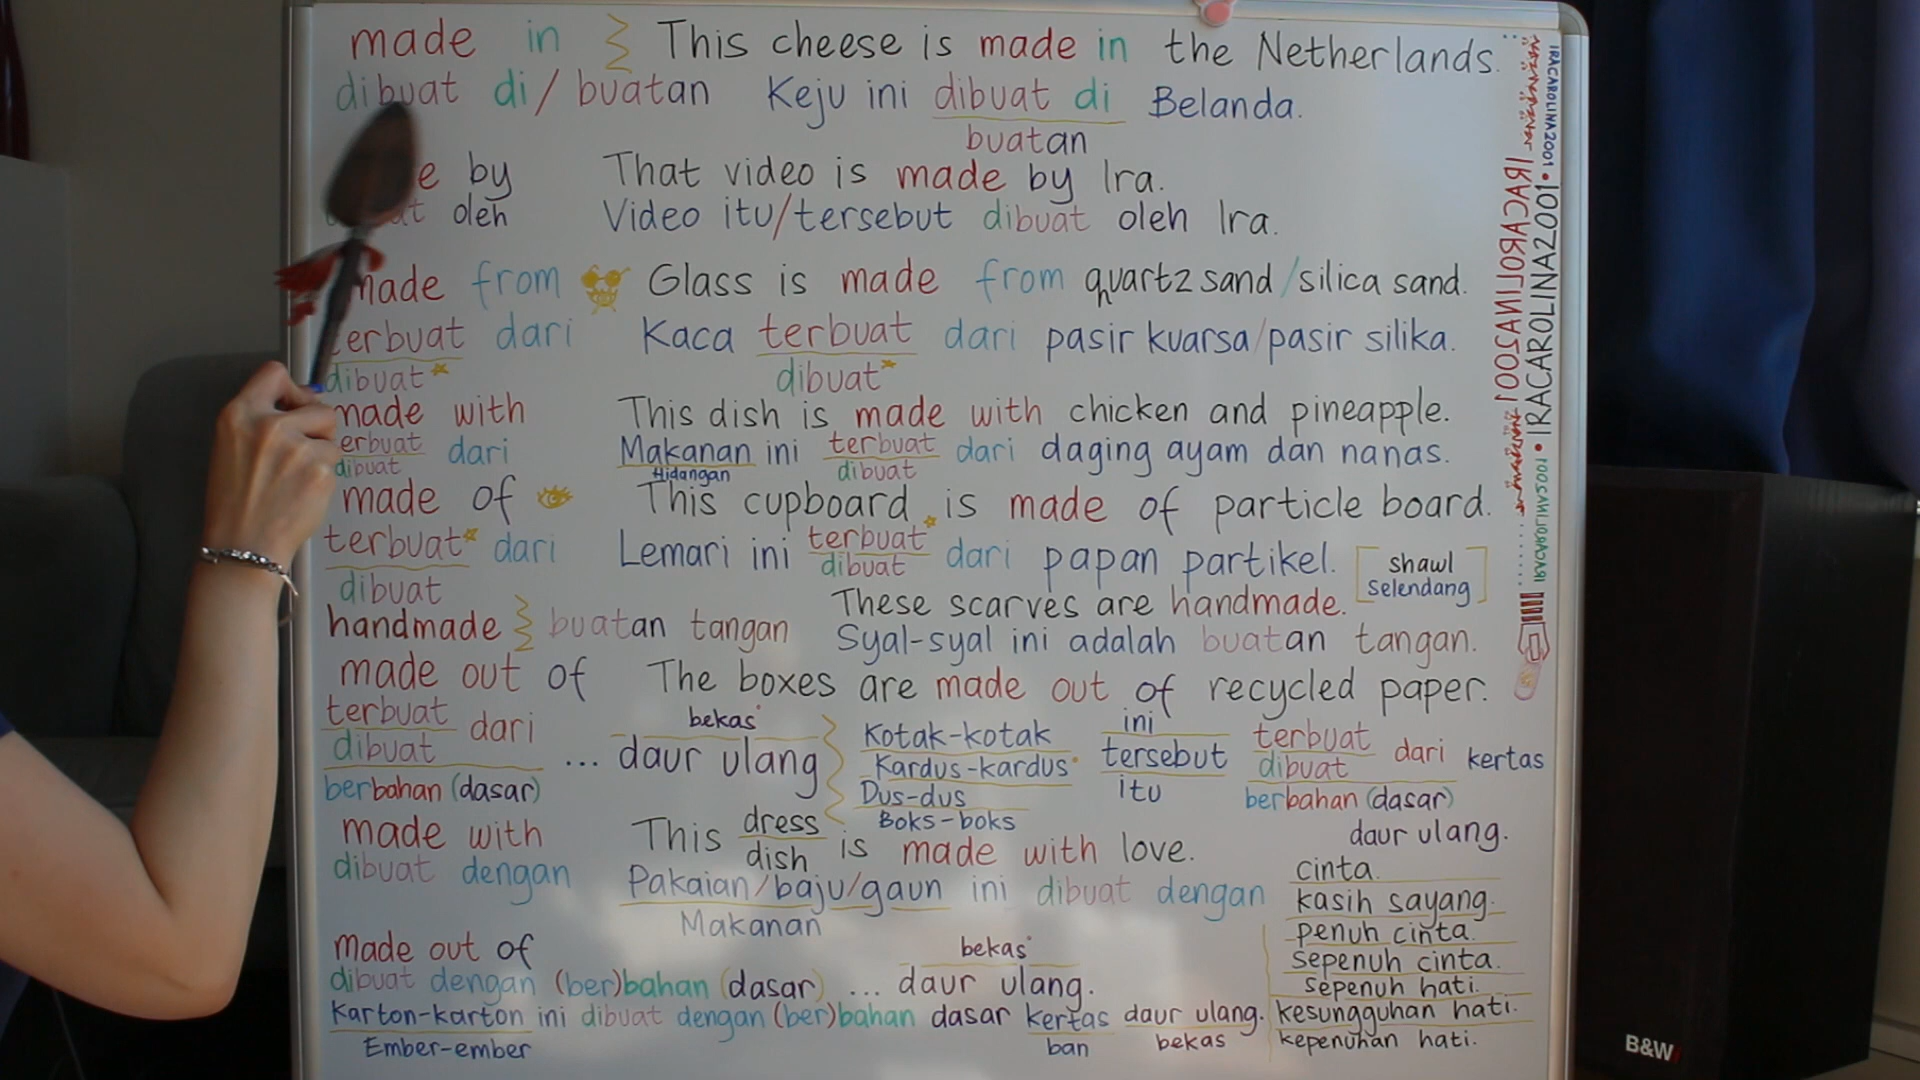 made in This cheese is made in the Netherlands.
dibuat di / buatan Keju ini dibuat di Belanda.
buatan
by That video is made by Ira.
oleh Video itu/tersebut dibuat oleh Ira.
made from Glass is made from quartz sand/silica sand.
terbuat dari Kaca terbuat dari pasir kuarsa/pasir silika.
dibuat* dibuat*
made with This dish is made with chicken and pineapple.
terbuat dari Makanan ini terbuat dari daging ayam dan nanas.
dibuat Hidangan dibuat
made of This cupboard is made of particle board.
terbuat* dari Lemari ini terbuat* dari papan partikel.
dibuat dibuat
[shawl
selendang]
These scarves are handmade.
handmade buatan tangan Syal-syal ini adalah buatan tangan.
made out of The boxes are made out of recycled paper.
terbuat dari ... daur ulang
dibuat bekas
berbahan (dasar)
Kotak-kotak ini terbuat dari kertas
Kardus-kardus tersebut dibuat
Dus-dus itu berbahan (dasar)
Boks-boks daur ulang.
made with This dress is made with love.
dish
dibuat dengan Pakaian/baju/gaun ini dibuat dengan cinta.
Makanan kasih sayang.
penuh cinta.
sepenuh cinta.
sepenuh hati.
kesungguhan hati.
kepenuhan hati.
made out of bekas
dibuat dengan (ber)bahan (dasar) ... daur ulang.
Karton-karton ini dibuat dengan (ber)bahan dasar kertas daur ulang.
Ember-ember ban bekas
IRACAROLINA2001
IRACAROLINA2001
IRACAROLINA2001
IRACAROLINA2001
B&W